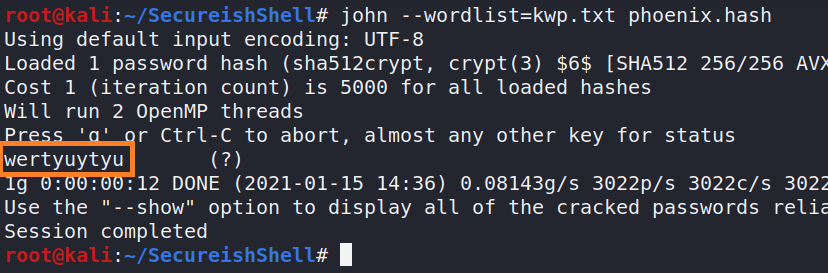 root@kali:~/SecureishShell# john --wordlist=kwp.txt phoenix.hash
Using default input encoding: UTF-8
Loaded 1 password hash (sha512crypt, crypt(3) $6$ [SHA512 256/256 AVX
Cost 1 (iteration count) is 5000 for all loaded hashes
Will run 2 OpenMP threads
Press 'q' or Ctrl-C to abort, almost any other key for status
wertyuytyu (?)
1g 0:00:00:12 DONE (2021-01-15 14:36) 0.08143g/s 3022p/s 3022c/s 3022
Use the "--show" option to display all of the cracked passwords relia
Session completed
root@kali:~/SecureishShell#